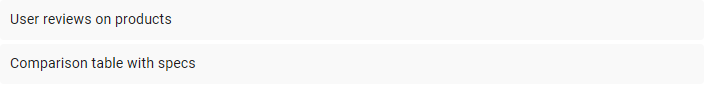 User reviews on products
Comparison table with specs